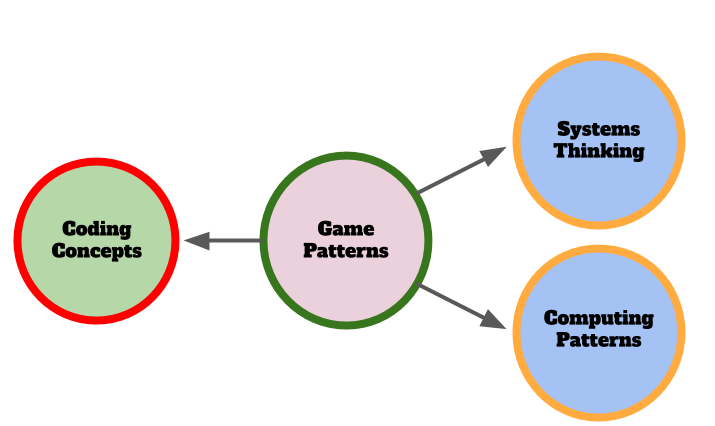 Coding
Concepts
Game
Patterns
Systems
Thinking
Computing
Patterns